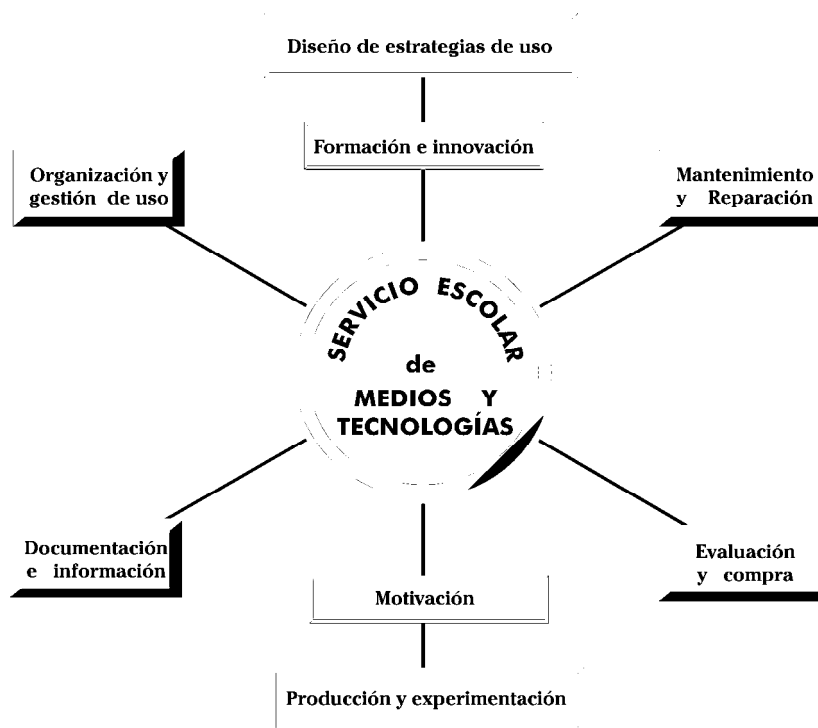 Diseño de estrategias de uso
Formación e innovación
Organización y
gestión de uso
Mantenimiento
y Reparación
SERVICIO ESCOLAR
de
MEDIOS Y
TECNOLOGÍAS
Documentación
e información
Evaluación
y compra
Motivación
Producción y experimentación